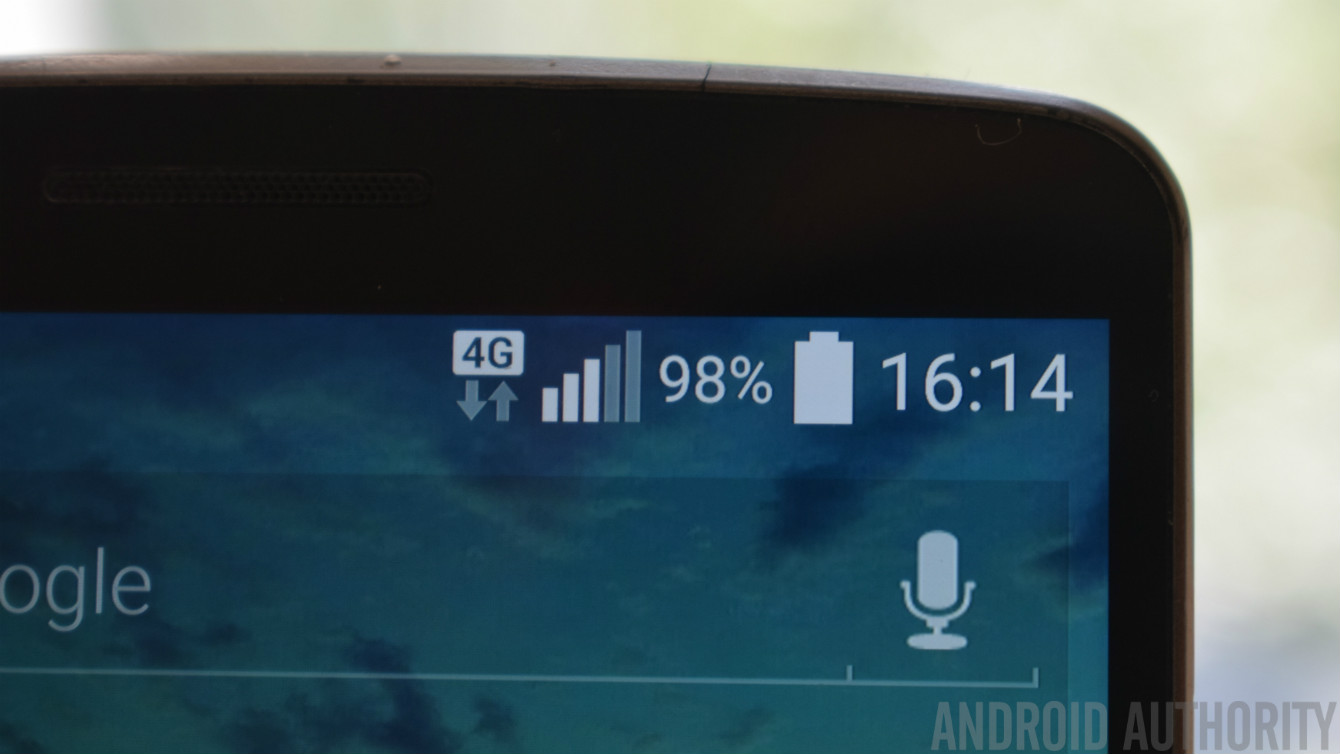 4G 98% 16:14
ogle
ANDROID AUTHORITY